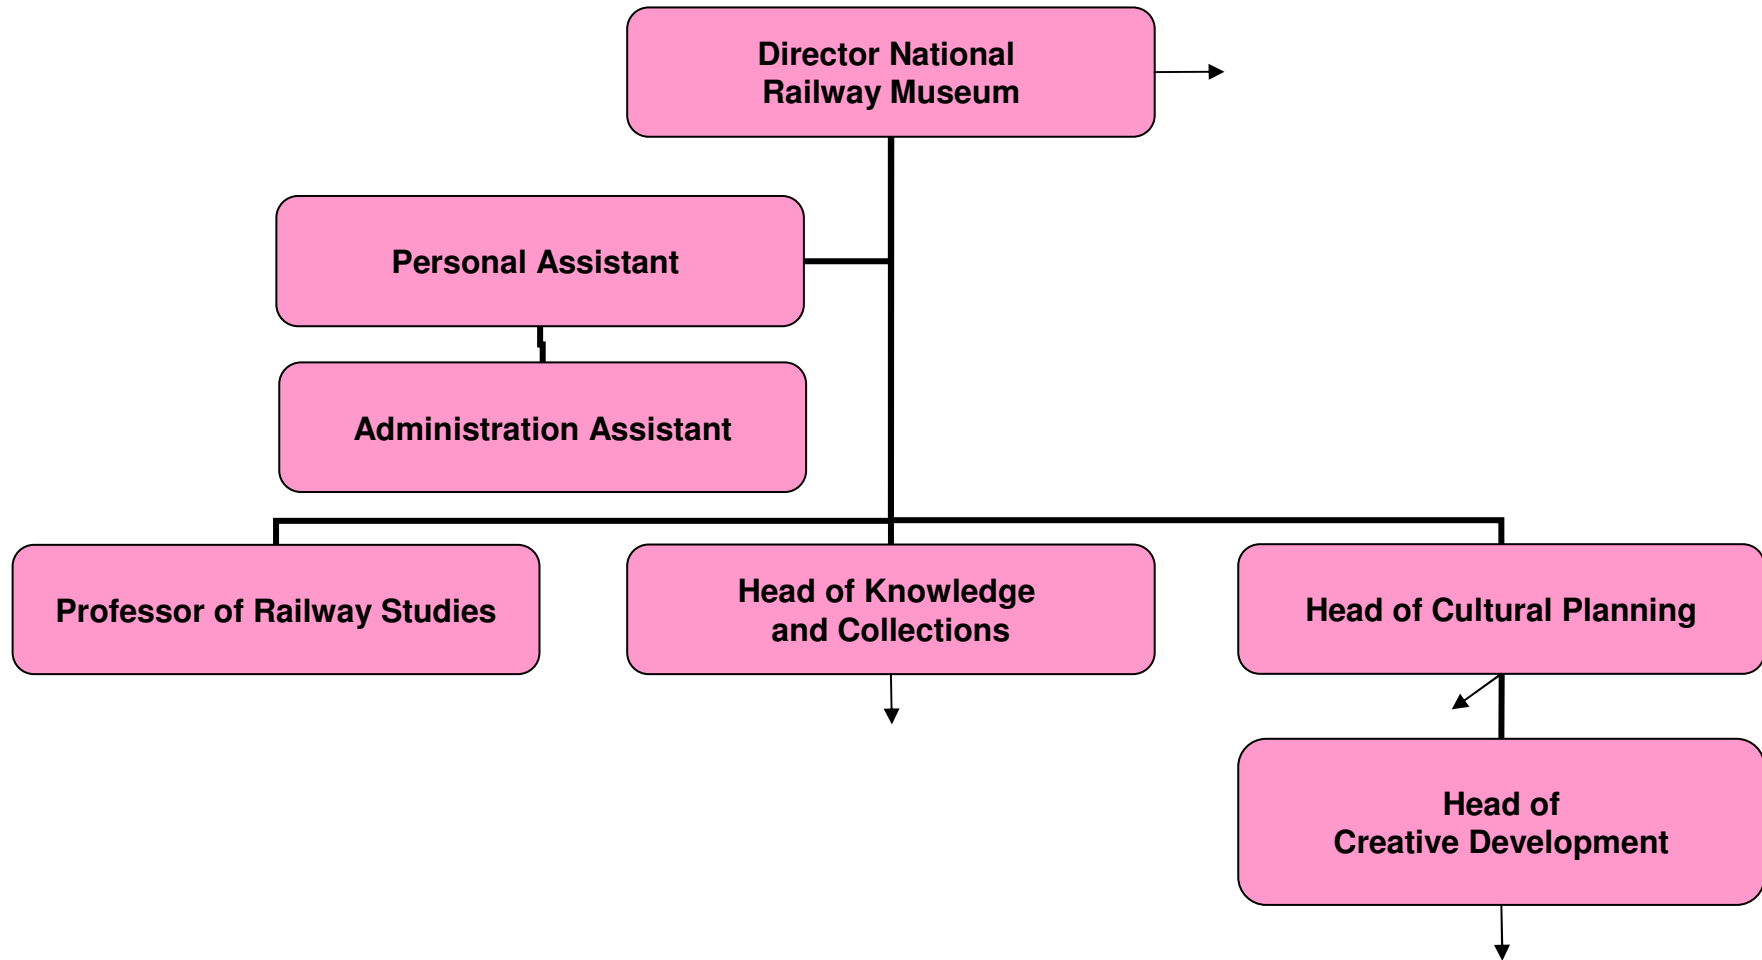 Director National
Railway Museum
Personal Assistant
Administration Assistant
Professor of Railway Studies
Head of Knowledge
and Collections
Head of Cultural Planning
Head of
Creative Development